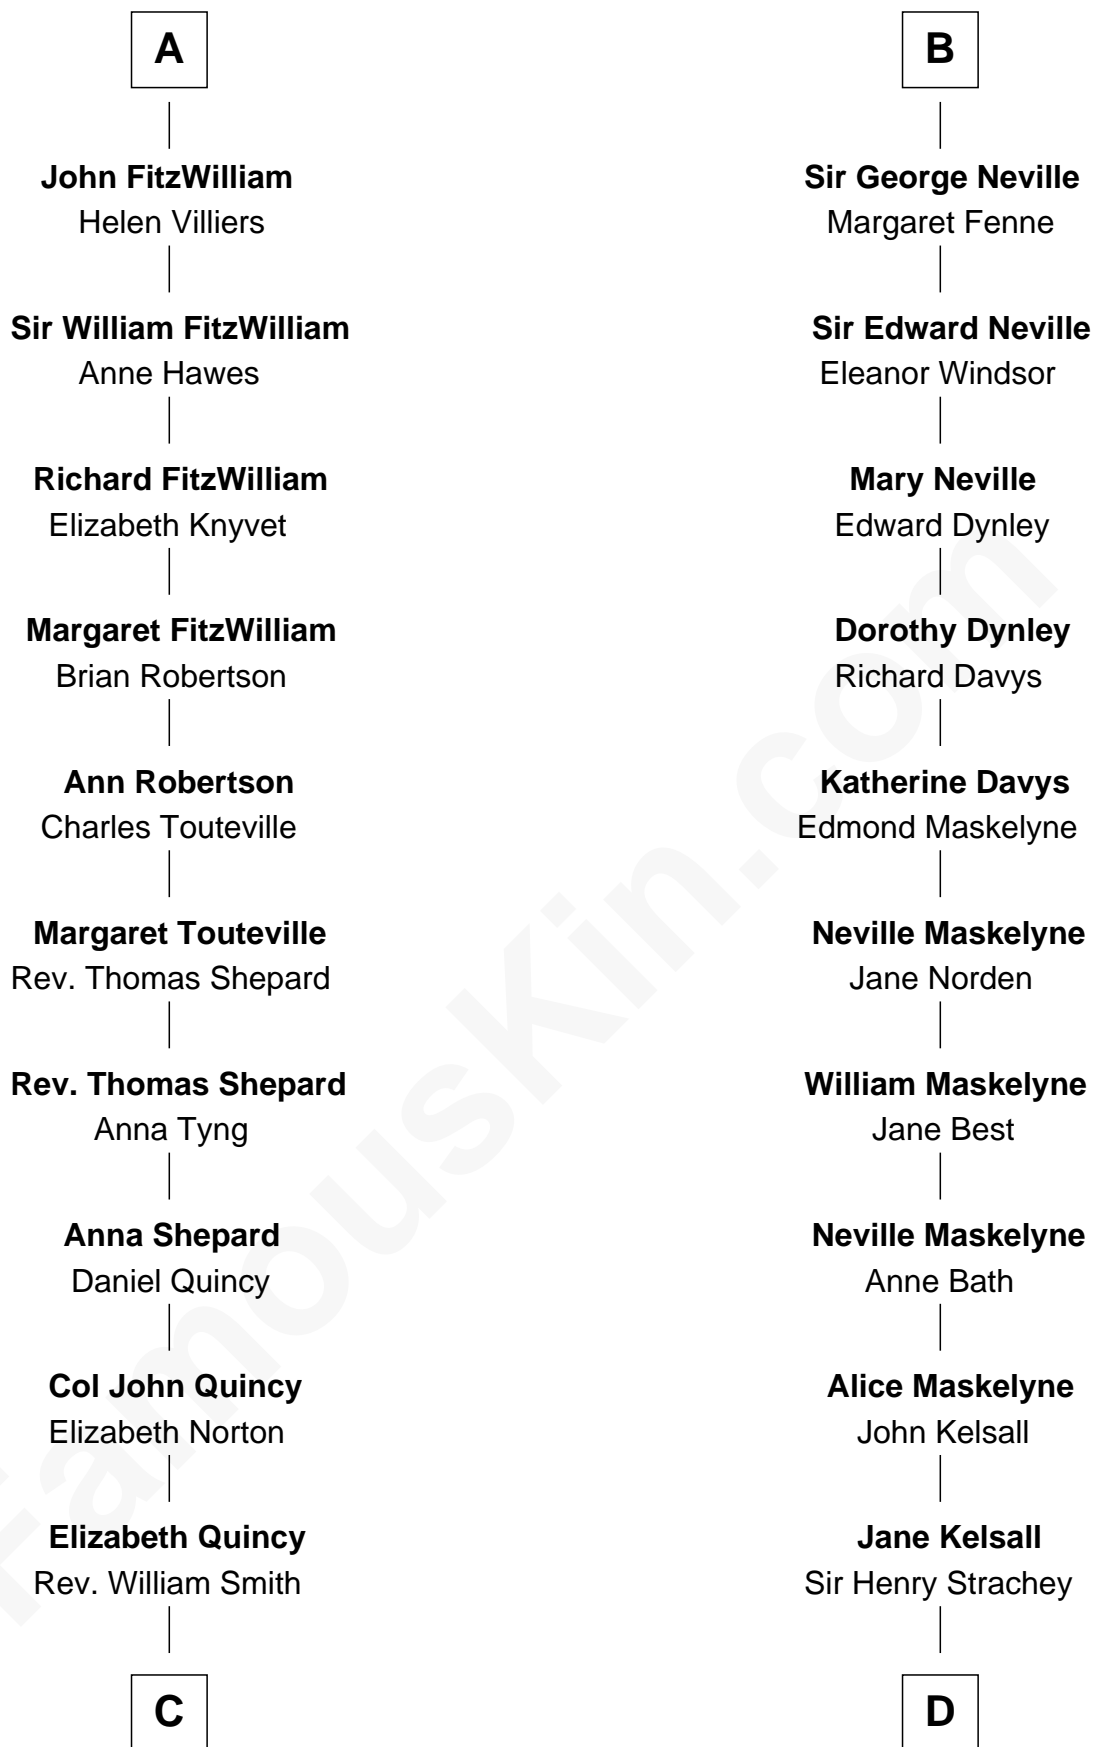 A
John FitzWilliam
Helen Villiers
Sir William FitzWilliam
Anne Hawes
Richard FitzWilliam
Elizabeth Knyvet
Margaret FitzWilliam
Brian Robertson
Ann Robertson
Charles Touteville
Margaret Touteville
Rev. Thomas Shepard
Rev. Thomas Shepard
Anna Tyng
Anna Shepard
Daniel Quincy
Col John Quincy
Elizabeth Norton
Elizabeth Quincy
Rev. William Smith
C
B
Sir George Neville
Margaret Fenne
Sir Edward Neville
Eleanor Windsor
Mary Neville
Edward Dynley
Dorothy Dynley
Richard Davys
Katherine Davys
Edmond Maskelyne
Neville Maskelyne
Jane Norden
William Maskelyne
Jane Best
Neville Maskelyne
Anne Bath
Alice Maskelyne
John Kelsall
Jane Kelsall
Sir Henry Strachey
D
FamousKin.com